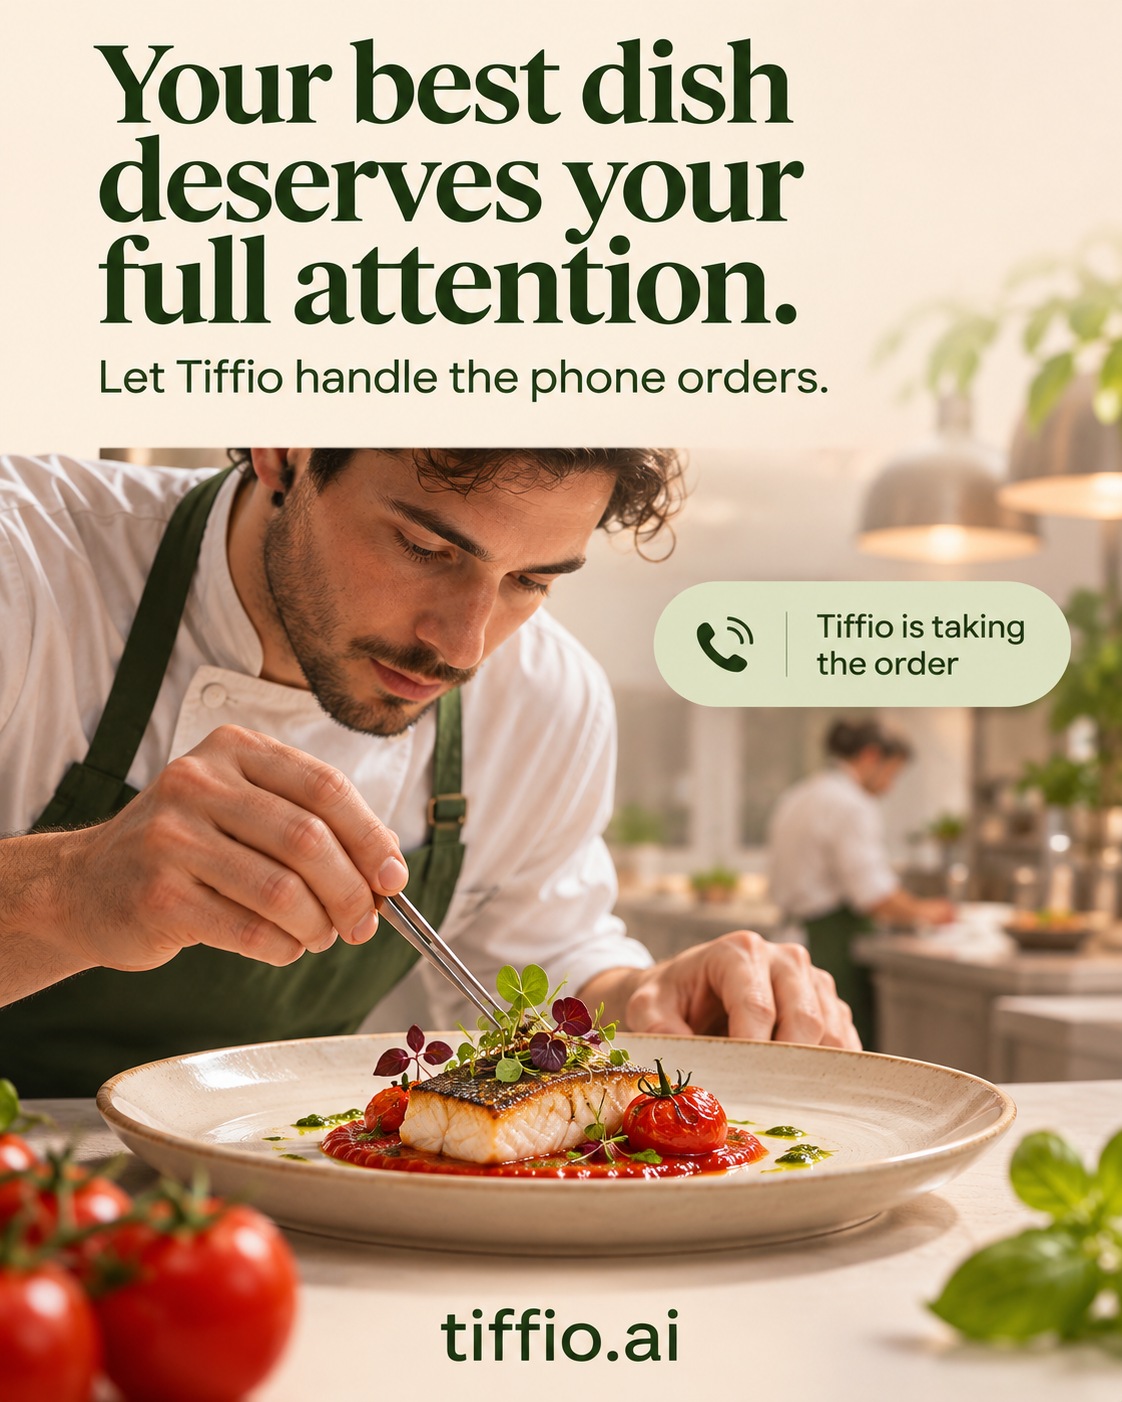 Your best dish
deserves your
full attention.
Let Tiffio handle the phone orders.
Tiffio is taking
the order
tiffio.ai